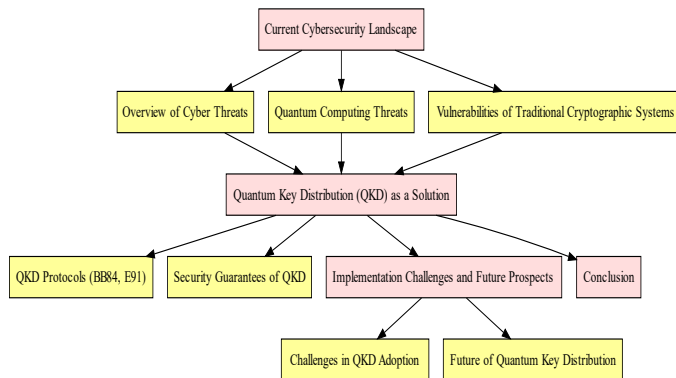 Current Cybersecurity Landscape
Overview of Cyber Threats
Quantum Computing Threats
Vulnerabilities of Traditional Cryptographic Systems
Quantum Key Distribution (QKD) as a Solution
QKD Protocols (BB84, E91)
Security Guarantees of QKD
Implementation Challenges and Future Prospects
Conclusion
Challenges in QKD Adoption
Future of Quantum Key Distribution